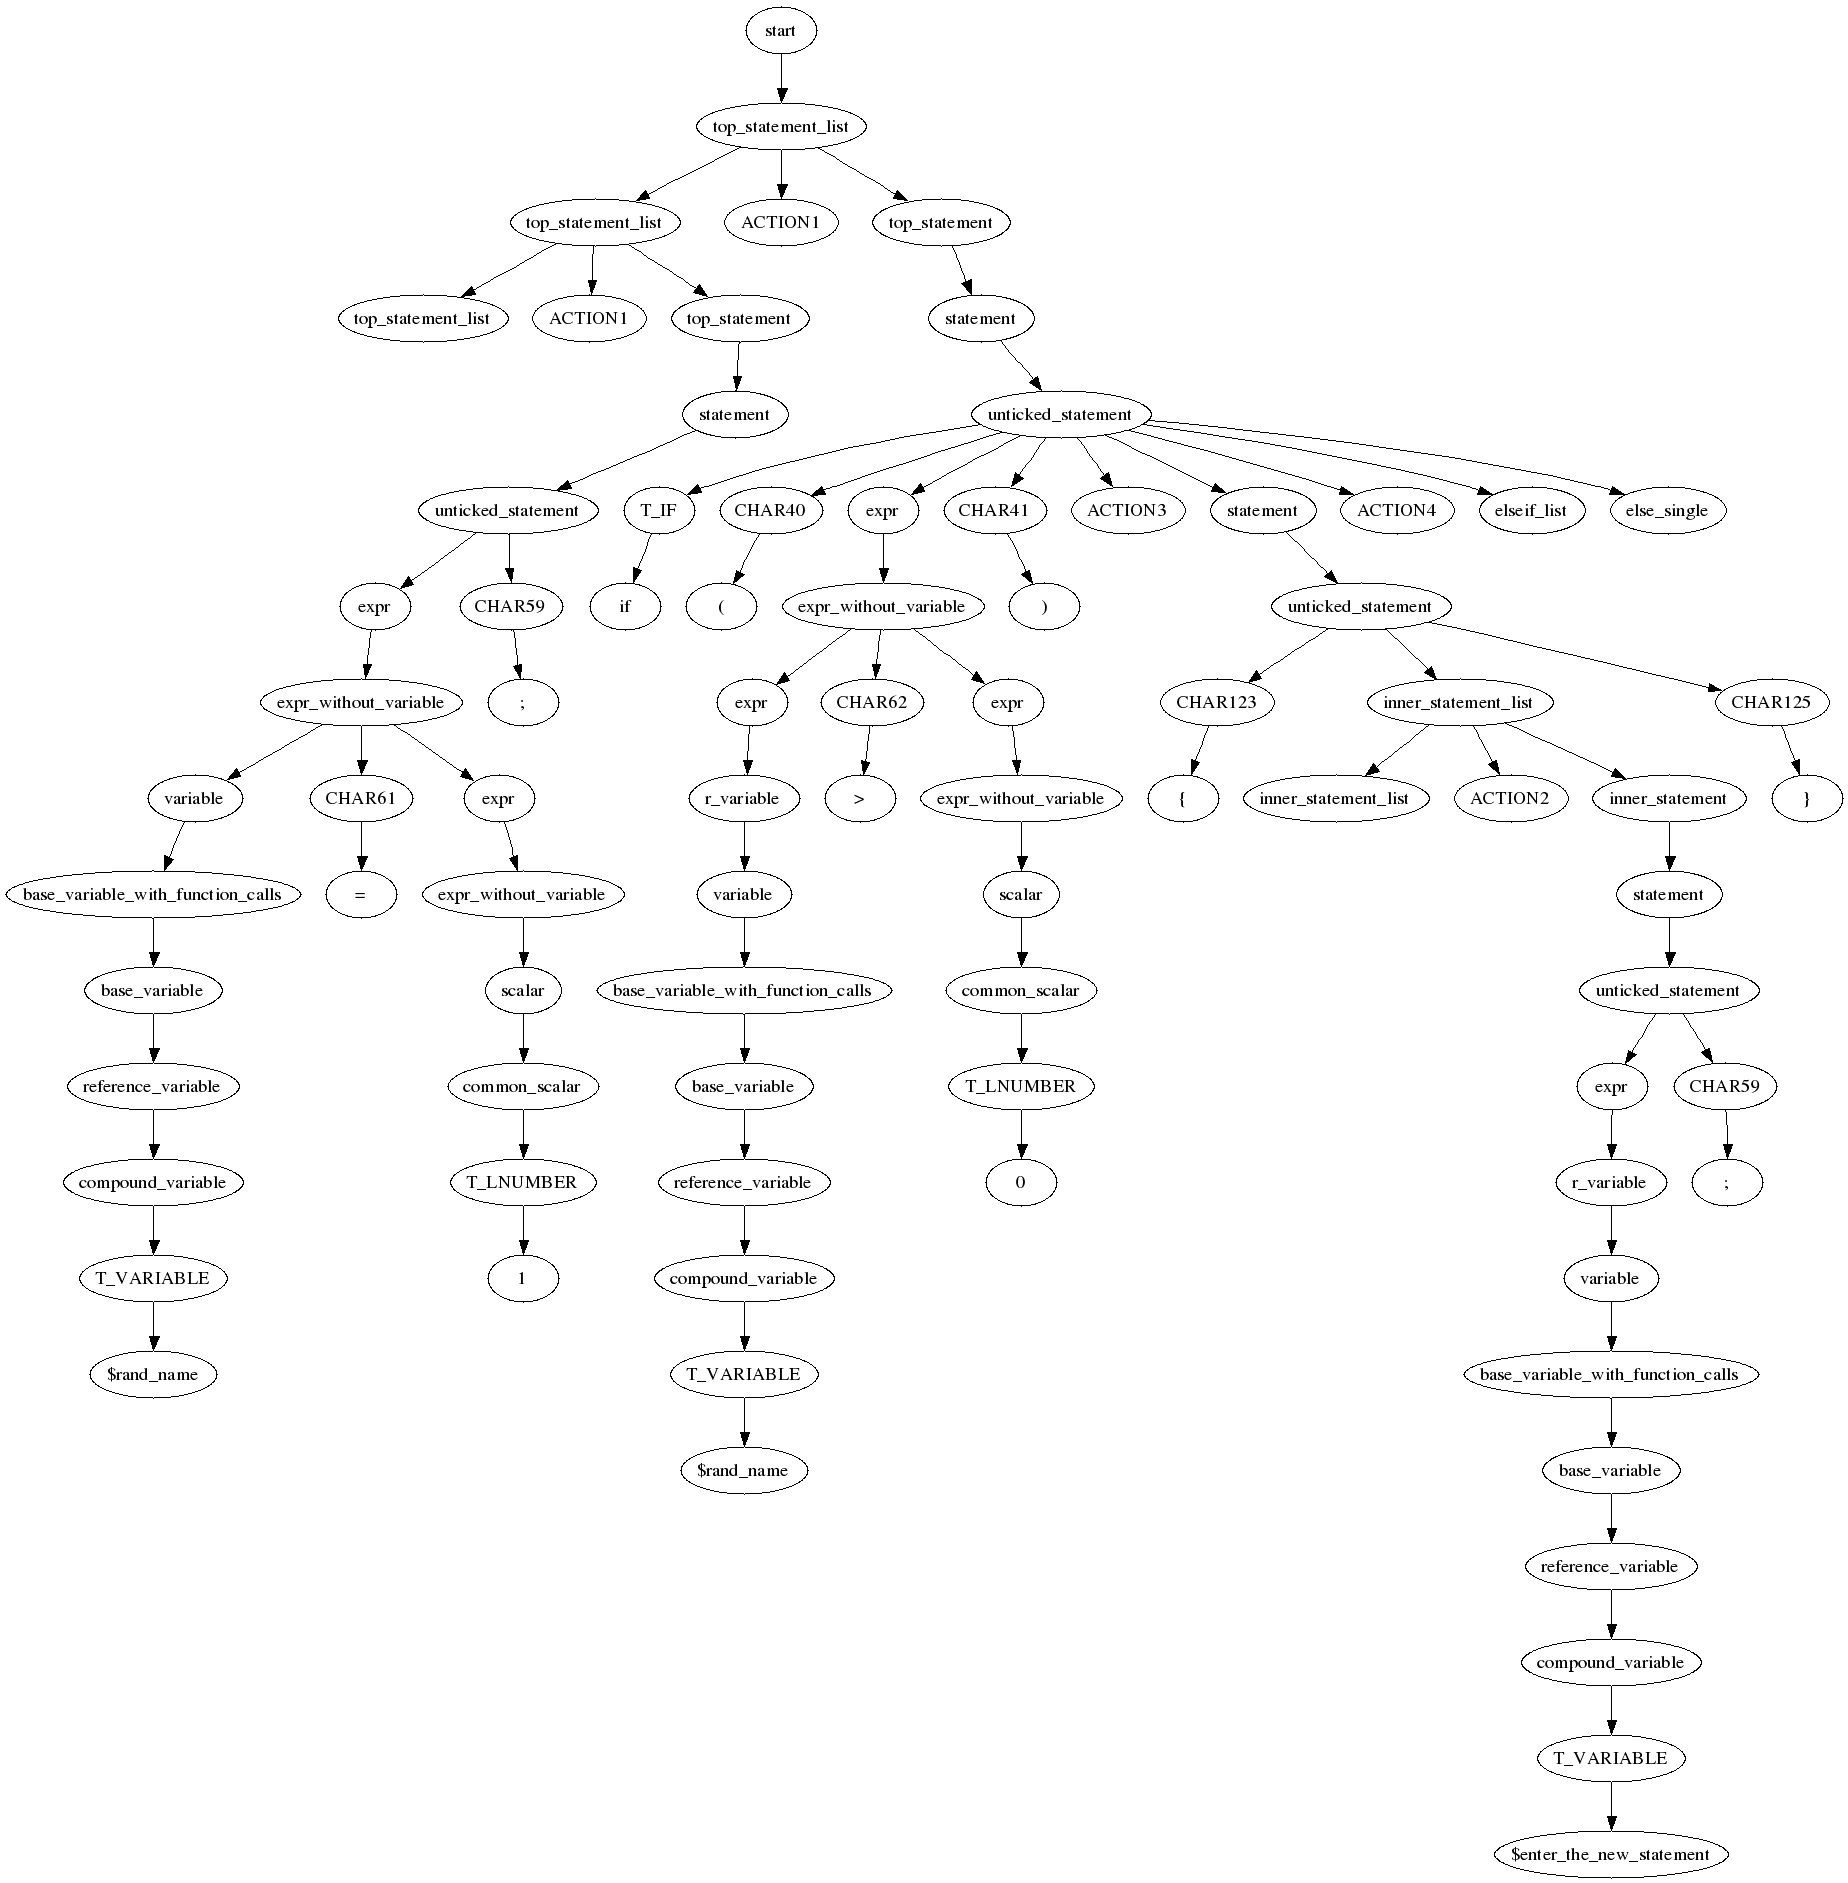 start
top_statement_list
top_statement_list ACTION1 top_statement
top_statement_list ACTION1 top_statement statement
statement unticked_statement
unticked_statement T_IF CHAR40 expr CHAR41 ACTION3 statement ACTION4 elseif_list else_single
expr CHAR59 if ( expr_without_variable ) unticked_statement
expr_without_variable ; expr CHAR62 expr CHAR123 inner_statement_list CHAR125
variable CHAR61 expr r_variable > expr_without_variable { inner_statement_list ACTION2 inner_statement }
base_variable_with_function_calls = expr_without_variable variable scalar statement
base_variable scalar base_variable_with_function_calls common_scalar unticked_statement
reference_variable common_scalar base_variable T_LNUMBER expr CHAR59
compound_variable T_LNUMBER reference_variable 0 r_variable ;
T_VARIABLE 1 compound_variable variable
$rand_name T_VARIABLE base_variable_with_function_calls
$rand_name base_variable
reference_variable
compound_variable
T_VARIABLE
$enter_the_new_statement